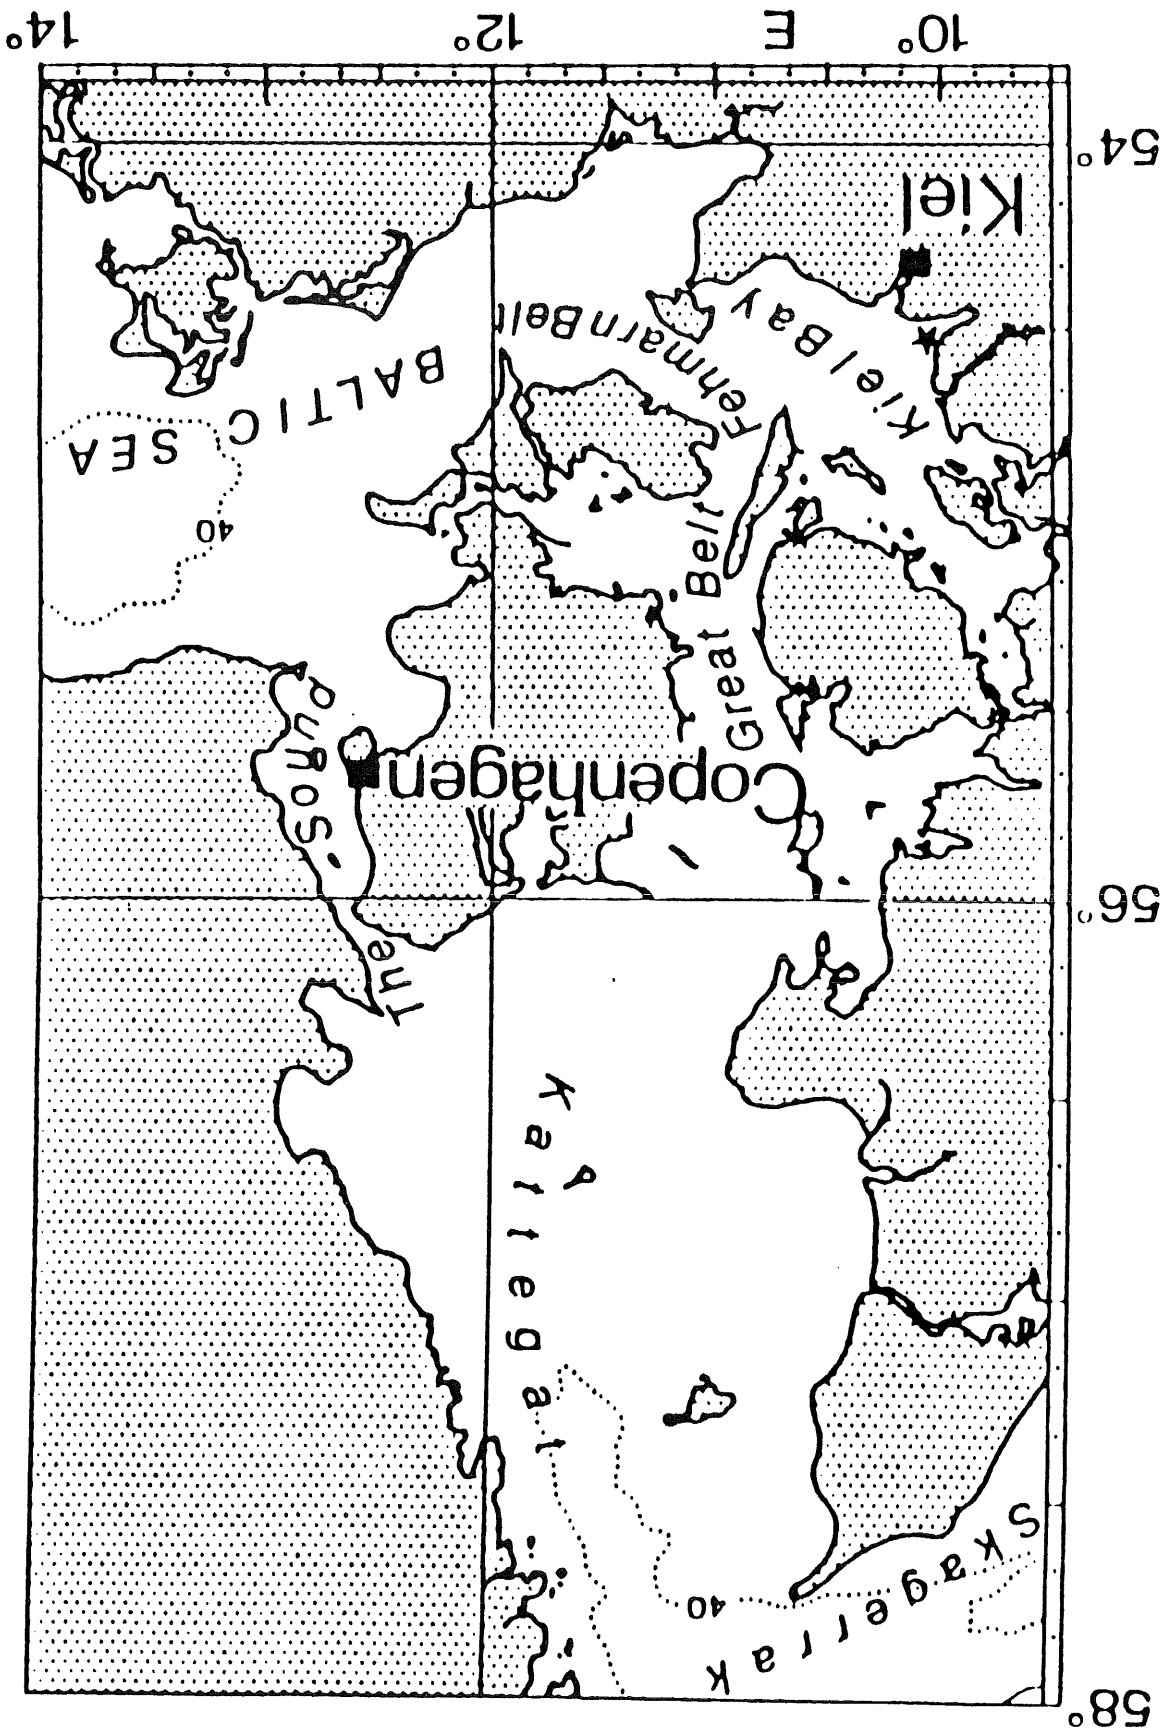 58°
Skagerrak
40
Kattegat
The
Sound
56°
Copenhagen
Great Belt
40
BALTIC SEA
Fehmarn Belt
Kiel Bay
Kiel
54°
10° E 12° 14°